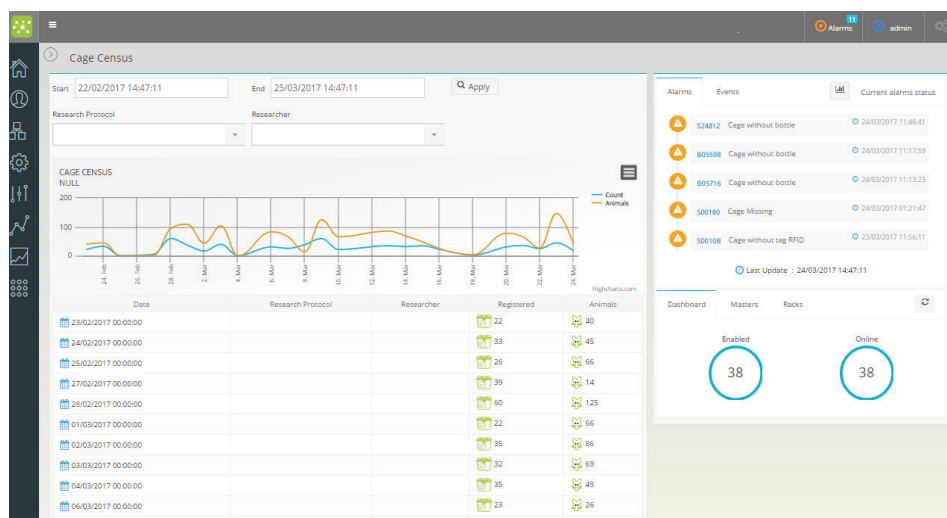 11
Alarms
admin
Cage Census
Start 22/02/2017 14:47:11 End 25/03/2017 14:47:11 Apply
Research Protocol Researcher
CAGE CENSUS
NULL
200
100
0
Count
Animals
24. Feb 26. Feb 28. Feb 2. Mar 4. Mar 6. Mar 8. Mar 10. Mar 12. Mar 14. Mar 16. Mar 18. Mar 20. Mar 22. Mar 24. Mar
Highcharts.com
Date Research Protocol Researcher Registered Animals
23/02/2017 00:00:00 22 40
24/02/2017 00:00:00 33 45
25/02/2017 00:00:00 26 66
27/02/2017 00:00:00 39 14
28/02/2017 00:00:00 60 125
01/03/2017 00:00:00 22 66
02/03/2017 00:00:00 35 86
03/03/2017 00:00:00 32 69
04/03/2017 00:00:00 35 49
06/03/2017 00:00:00 23 26
Alarms Events Current alarms status
S24812 Cage without bottle 24/03/2017 11:46:41
B05598 Cage without bottle 24/03/2017 11:17:59
B05716 Cage without bottle 24/03/2017 11:13:23
S00180 Cage Missing 24/03/2017 01:21:47
S00108 Cage without tag RFID 23/03/2017 11:56:11
Last Update : 24/03/2017 14:47:11
Dashboard Masters Racks
Enabled Online
38 38